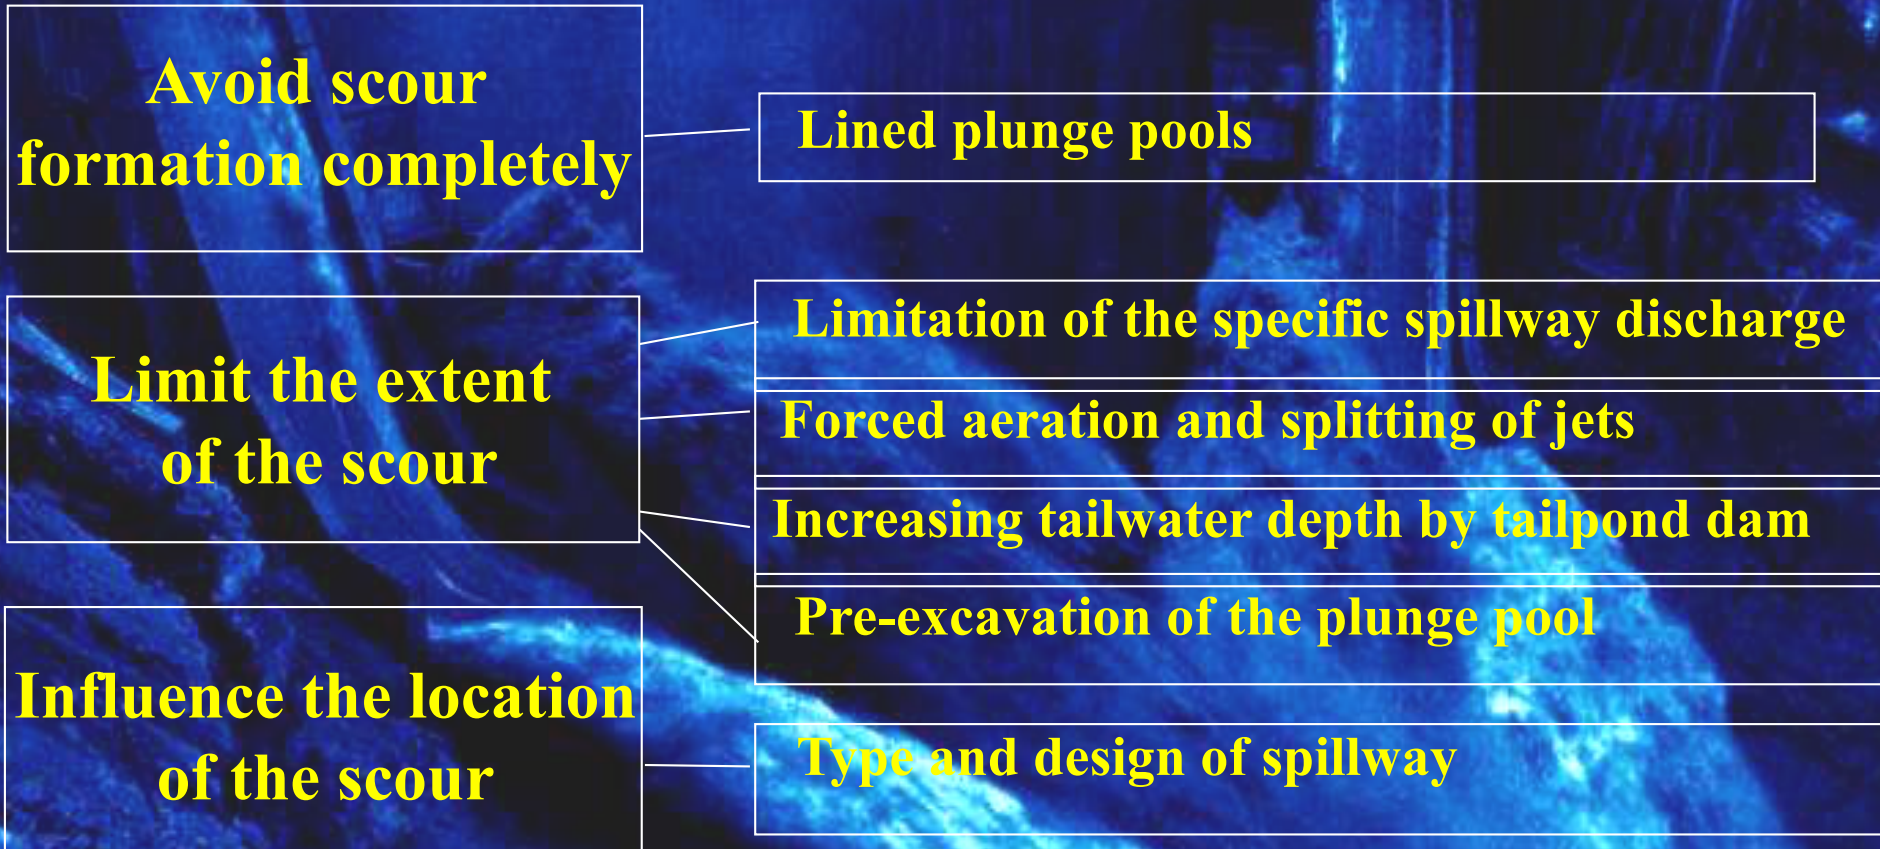 Avoid scour
formation completely
Lined plunge pools
Limit the extent
of the scour
Limitation of the specific spillway discharge
Forced aeration and splitting of jets
Increasing tailwater depth by tailpond dam
Pre-excavation of the plunge pool
Influence the location
of the scour
Type and design of spillway